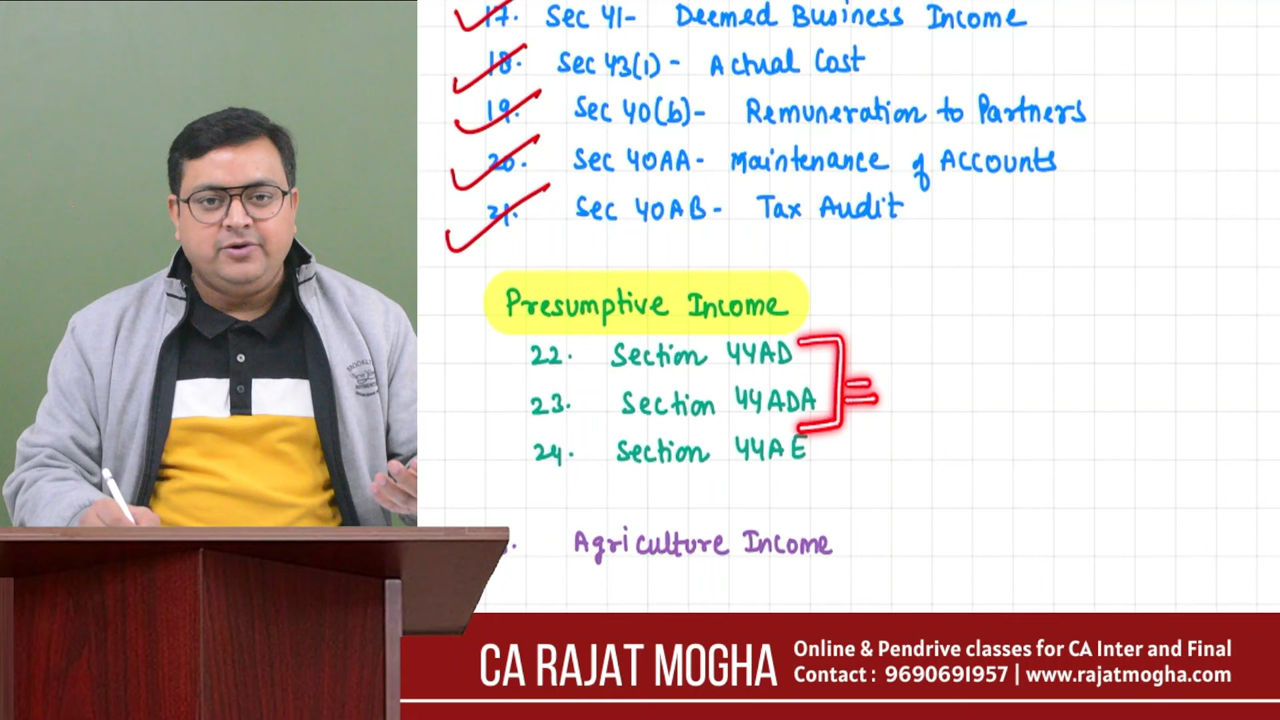 17. Sec 41- Deemed Business Income
18. Sec 43(1) - Actual Cost
19. Sec 40(b)- Remuneration to Partners
20. Sec 40AA- Maintenance of Accounts
21. Sec 40AB- Tax Audit
Presumptive Income
22. Section 44AD
23. Section 44ADA
24. Section 44AE
Agriculture Income
CA RAJAT MOGHA
Online & Pendrive classes for CA Inter and Final
Contact : 9690691957 | www.rajatmogha.com